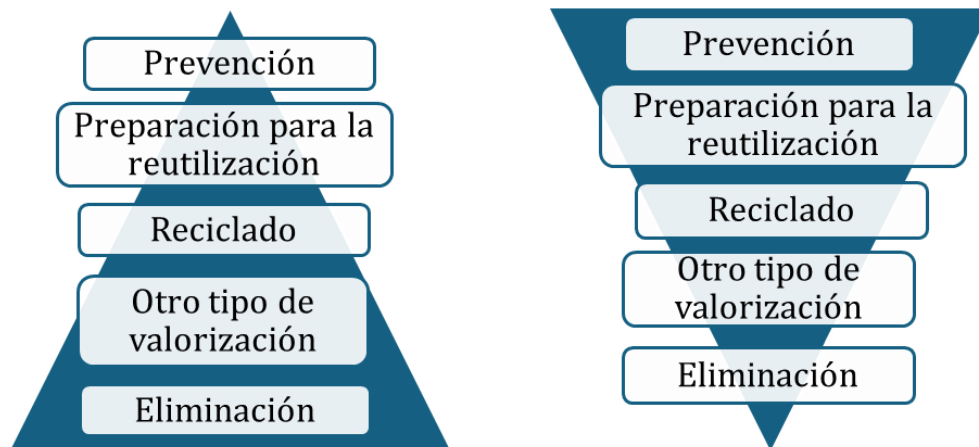 Prevención
Preparación para la
reutilización
Reciclado
Otro tipo de
valorización
Eliminación
Prevención
Preparación para la
reutilización
Reciclado
Otro tipo de
valorización
Eliminación